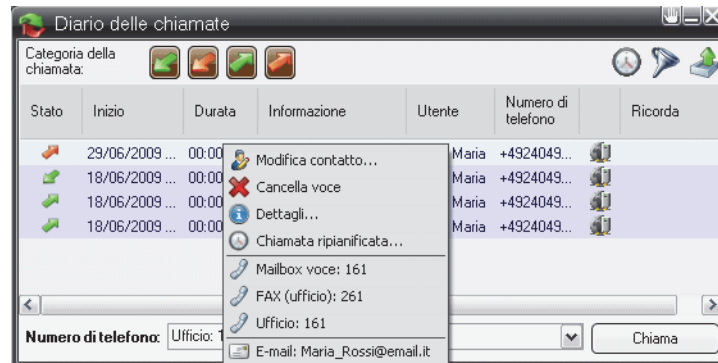 Diario delle chiamate
Categoria della
chiamata:
Stato Inizio Durata Informazione Utente Numero di telefono Ricorda
29/06/2009 ... 00:00 Maria +4924049...
18/06/2009 ... 00:00 Maria +4924049...
18/06/2009 ... 00:00 Maria +4924049...
18/06/2009 ... 00:00 Maria +4924049...
Modifica contatto...
Cancella voce
Dettagli...
Chiamata ripianificata...
Mailbox voce: 161
FAX (ufficio): 261
Ufficio: 161
E-mail: Maria_Rossi@email.it
Numero di telefono: Ufficio: 1
Chiama